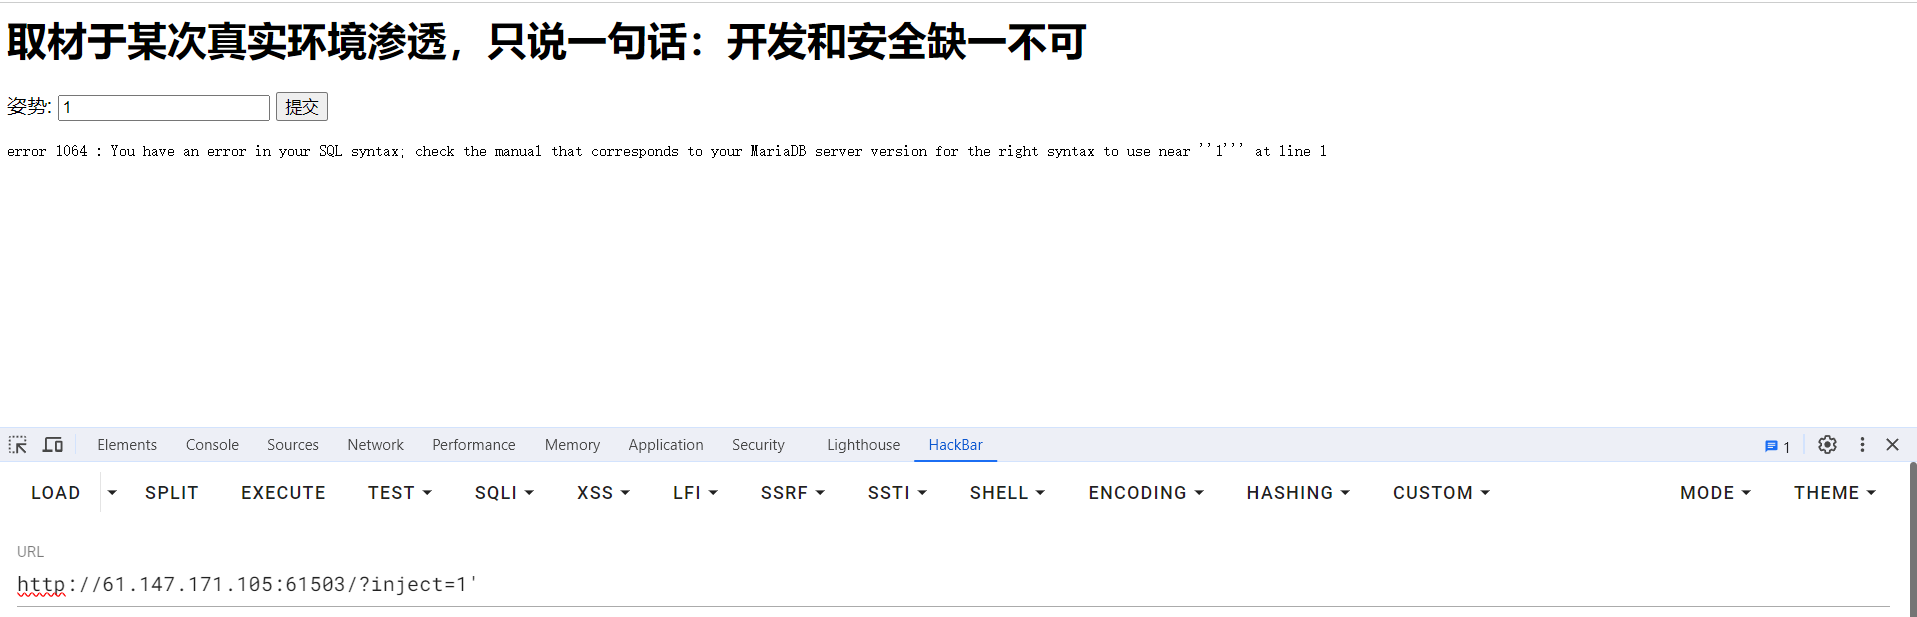 取材于某次真实环境渗透，只说一句话：开发和安全缺一不可
姿势: 1 提交
error 1064 : You have an error in your SQL syntax; check the manual that corresponds to your MariaDB server version for the right syntax to use near ''1''' at line 1
Elements Console Sources Network Performance Memory Application Security Lighthouse HackBar 1
LOAD SPLIT EXECUTE TEST SQLI XSS LFI SSRF SSTI SHELL ENCODING HASHING CUSTOM MODE THEME
URL
http://61.147.171.105:61503/?inject=1'